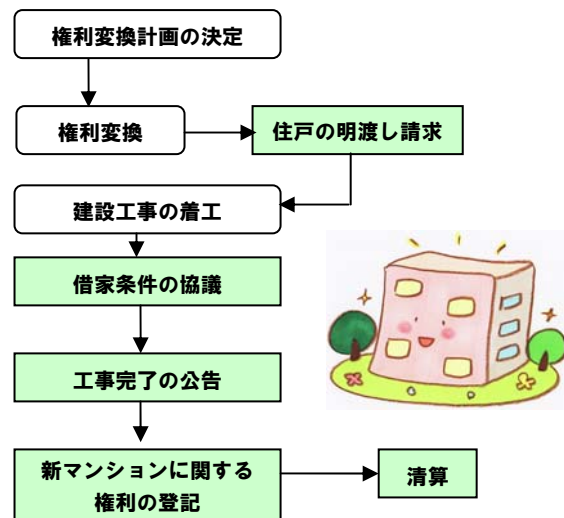 権利変換計画の決定
権利変換
住戸の明渡し請求
建設工事の着工
借家条件の協議
工事完了の公告
新マンションに関する
権利の登記
清算